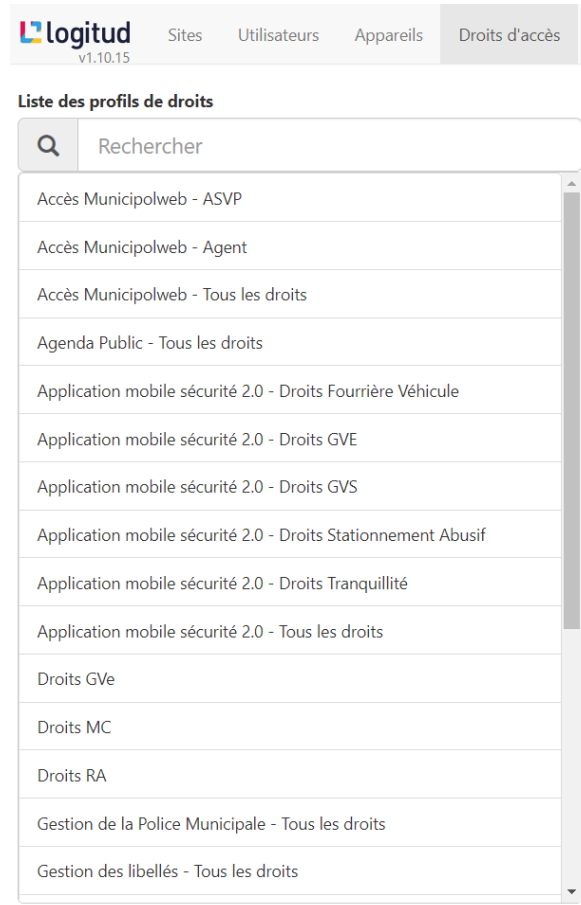 logitud
v1.10.15
Sites
Utilisateurs
Appareils
Droits d'accès
Liste des profils de droits
Rechercher
Accès Municipolweb - ASVP
Accès Municipolweb - Agent
Accès Municipolweb - Tous les droits
Agenda Public - Tous les droits
Application mobile sécurité 2.0 - Droits Fourrière Véhicule
Application mobile sécurité 2.0 - Droits GVE
Application mobile sécurité 2.0 - Droits GVS
Application mobile sécurité 2.0 - Droits Stationnement Abusif
Application mobile sécurité 2.0 - Droits Tranquillité
Application mobile sécurité 2.0 - Tous les droits
Droits GVe
Droits MC
Droits RA
Gestion de la Police Municipale - Tous les droits
Gestion des libellés - Tous les droits